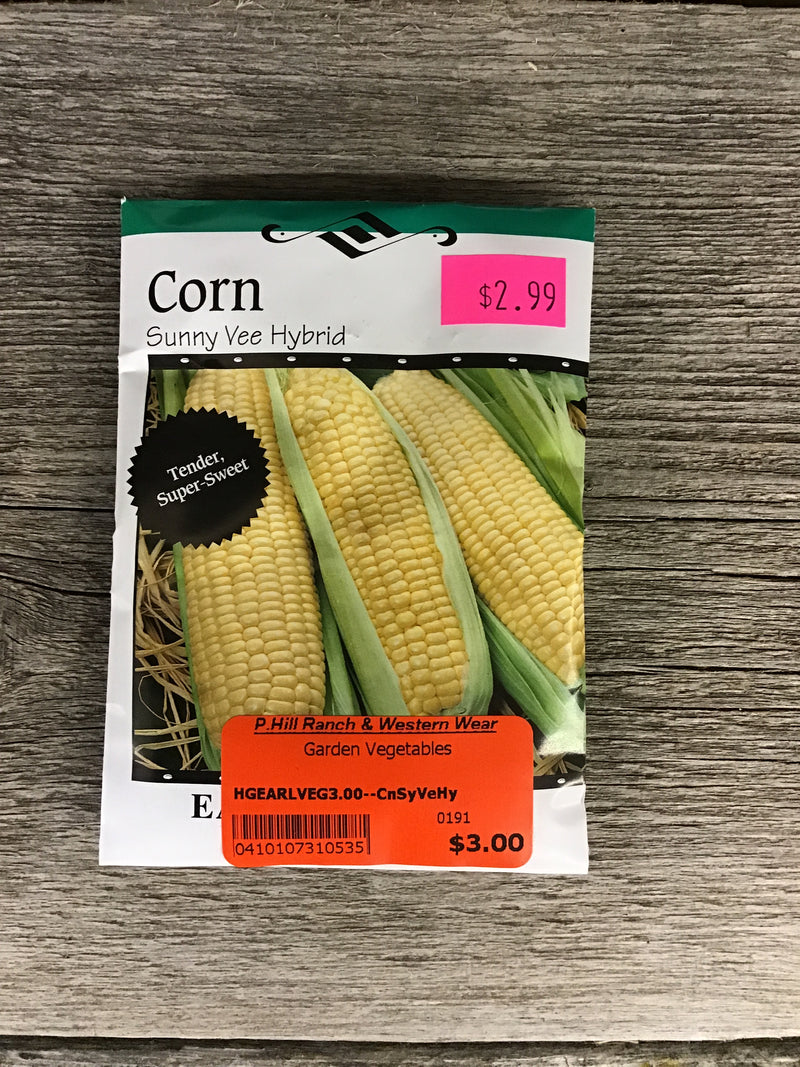 Corn
$2.99
Sunny Vee Hybrid
Tender,
Super-Sweet
P.Hill Ranch & Western Wear
Garden Vegetables
HGEARLVEG3.00--CnSyVeHy
0191
0410107310535
$3.00